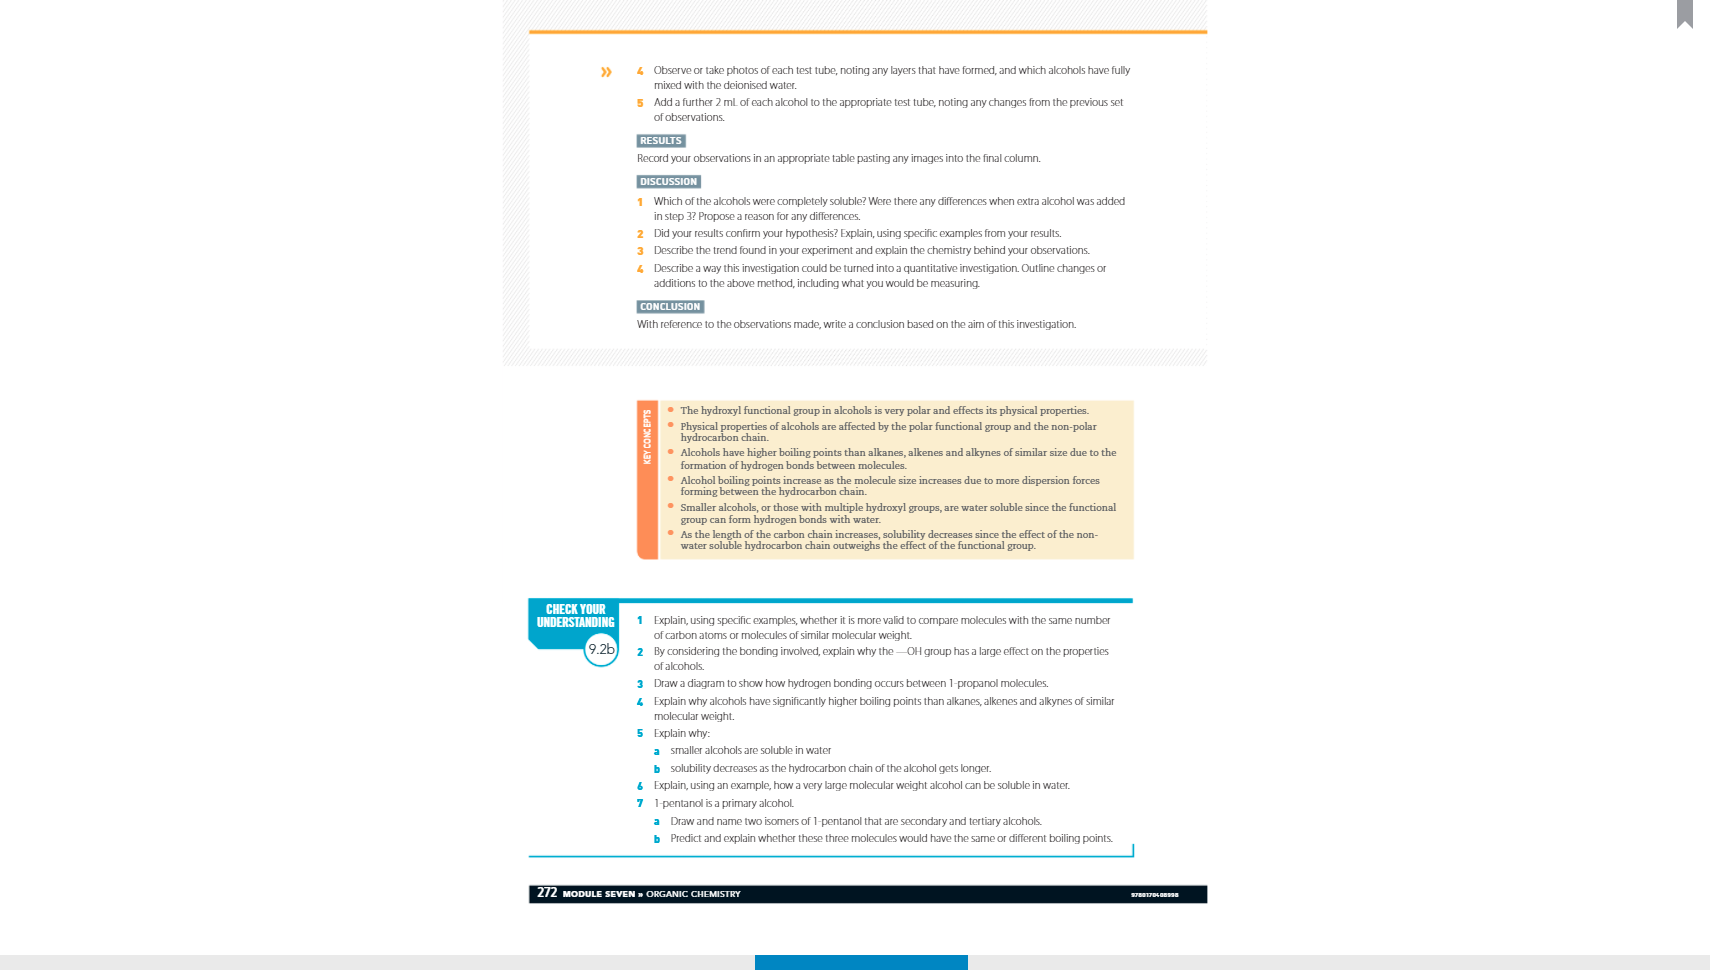 » 4 Observe or take photos of each test tube, noting any layers that have formed, and which alcohols have fully
mixed with the deionised water.
5 Add a further 2 mL of each alcohol to the appropriate test tube, noting any changes from the previous set
of observations.
RESULTS
Record your observations in an appropriate table pasting any images into the final column.
DISCUSSION
1 Which of the alcohols were completely soluble? Were there any differences when extra alcohol was added
in step 3? Propose a reason for any differences.
2 Did your results confirm your hypothesis? Explain, using specific examples from your results.
3 Describe the trend found in your experiment and explain the chemistry behind your observations.
4 Describe a way this investigation could be turned into a quantitative investigation. Outline changes or
additions to the above method, including what you would be measuring.
CONCLUSION
With reference to the observations made, write a conclusion based on the aim of this investigation.
KEY CONCEPTS
• The hydroxyl functional group in alcohols is very polar and effects its physical properties.
• Physical properties of alcohols are affected by the polar functional group and the non-polar
hydrocarbon chain.
• Alcohols have higher boiling points than alkanes, alkenes and alkynes of similar size due to the
formation of hydrogen bonds between molecules.
• Alcohol boiling points increase as the molecule size increases due to more dispersion forces
forming between the hydrocarbon chain.
• Smaller alcohols, or those with multiple hydroxyl groups, are water soluble since the functional
group can form hydrogen bonds with water.
• As the length of the carbon chain increases, solubility decreases since the effect of the non-
water soluble hydrocarbon chain outweighs the effect of the functional group.
CHECK YOUR
UNDERSTANDING
9.2b
1 Explain, using specific examples, whether it is more valid to compare molecules with the same number
of carbon atoms or molecules of similar molecular weight.
2 By considering the bonding involved, explain why the —OH group has a large effect on the properties
of alcohols.
3 Draw a diagram to show how hydrogen bonding occurs between 1-propanol molecules.
4 Explain why alcohols have significantly higher boiling points than alkanes, alkenes and alkynes of similar
molecular weight.
5 Explain why:
a smaller alcohols are soluble in water
b solubility decreases as the hydrocarbon chain of the alcohol gets longer.
6 Explain, using an example, how a very large molecular weight alcohol can be soluble in water.
7 1-pentanol is a primary alcohol.
a Draw and name two isomers of 1-pentanol that are secondary and tertiary alcohols.
b Predict and explain whether these three molecules would have the same or different boiling points.
272 MODULE SEVEN » ORGANIC CHEMISTRY
9780170408998